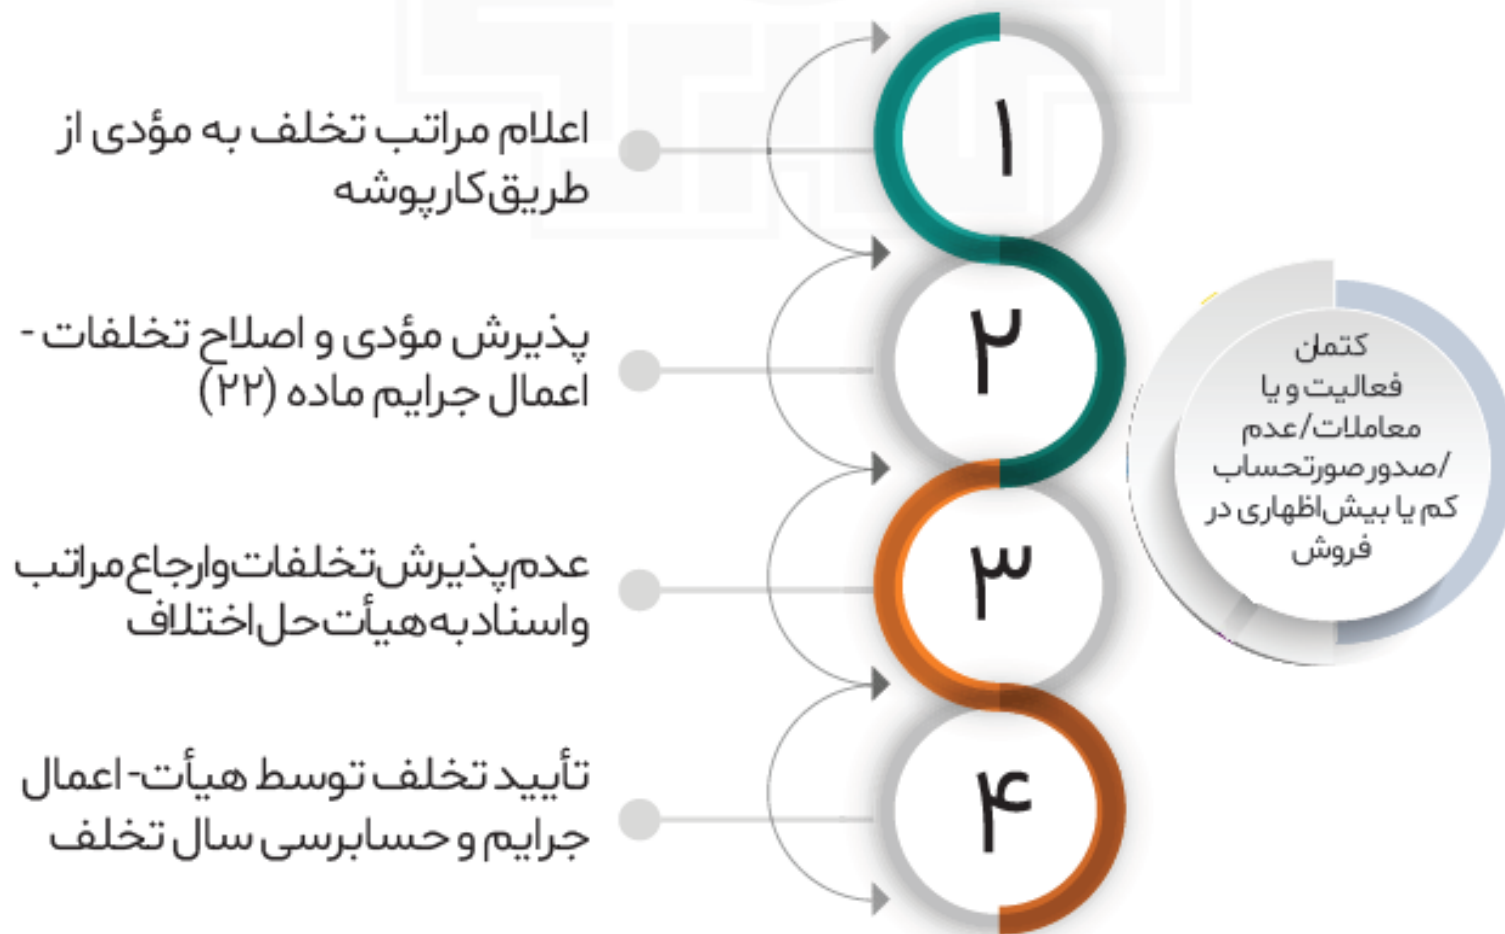 کتمان
فعالیت و یا
معاملات/عدم
صدور صورتحساب/
کم یا بیش‌اظهاری در
فروش
۱
اعلام مراتب تخلف به مؤدی از
طریق کارپوشه
۲
پذیرش مؤدی و اصلاح تخلفات -
اعمال جرایم ماده (۲۲)
۳
عدم پذیرش تخلفات و ارجاع مراتب
و اسناد به هیأت حل اختلاف
۴
تأیید تخلف توسط هیأت- اعمال
جرایم و حسابرسی سال تخلف